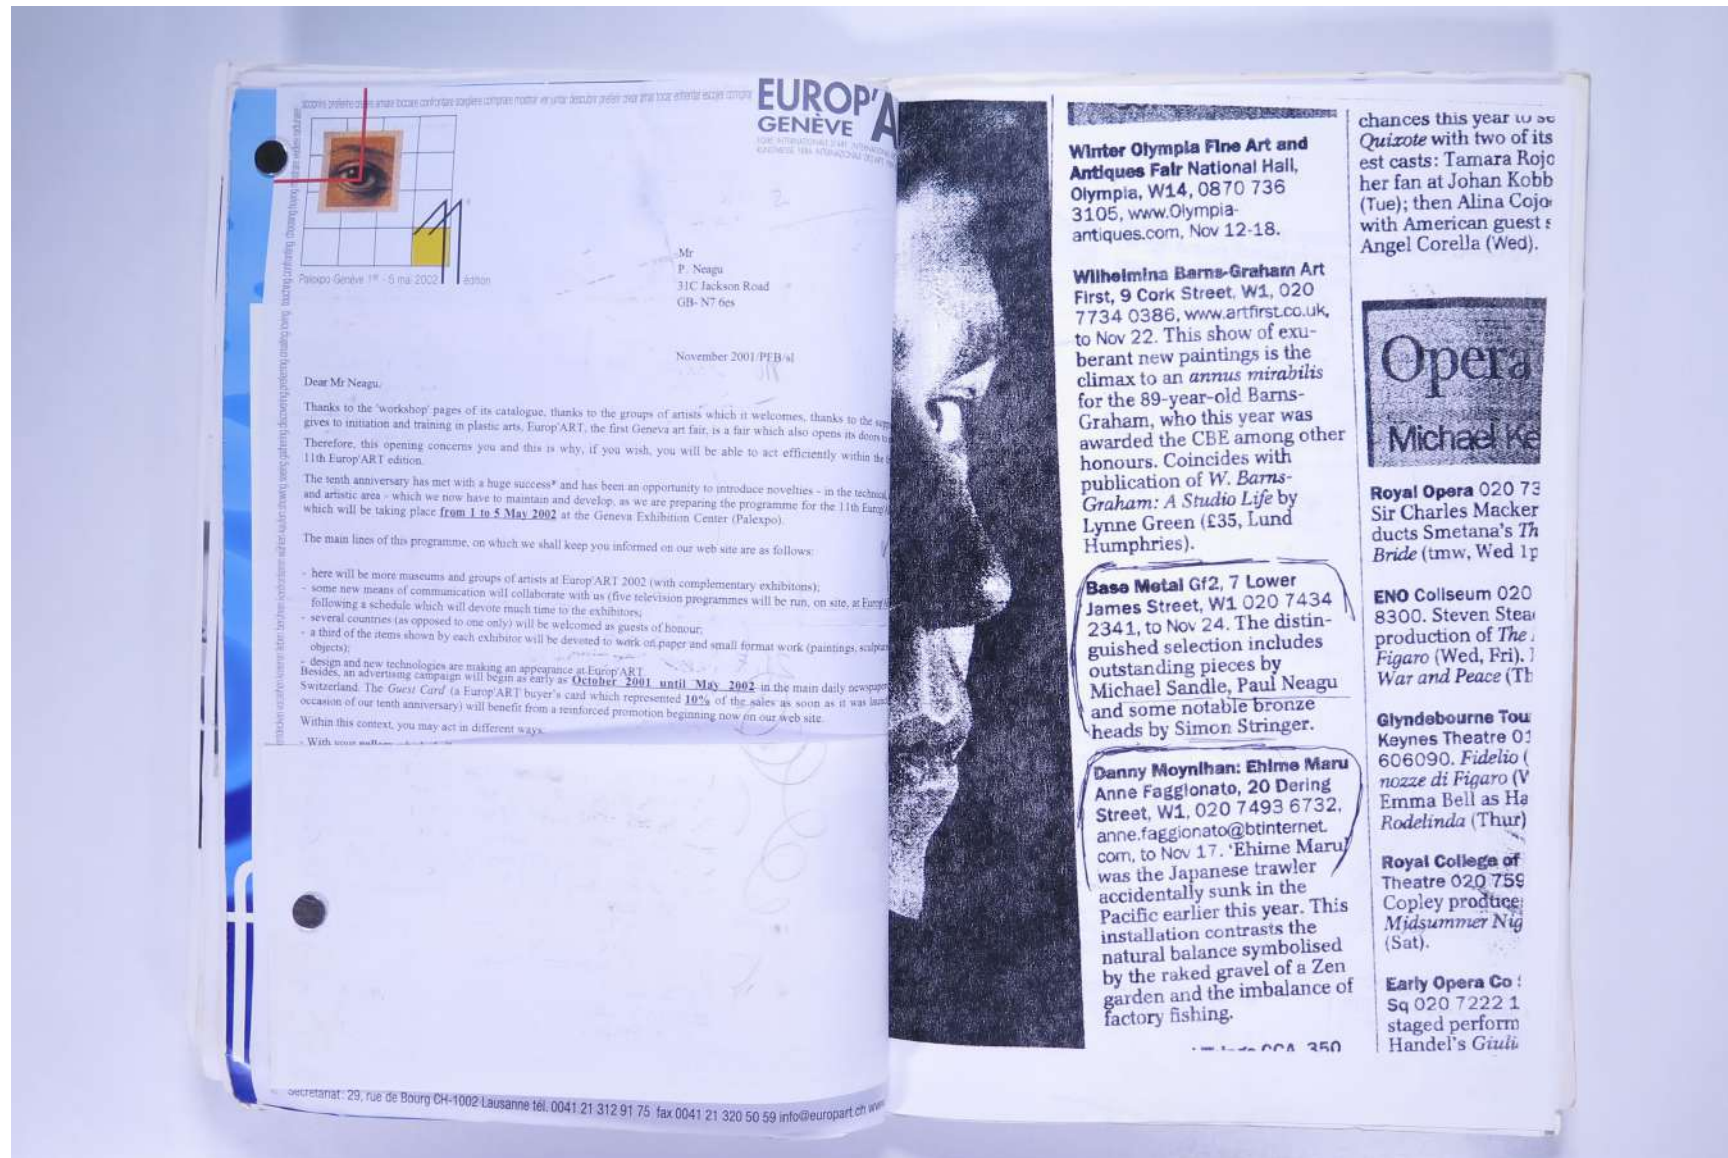 EUROP'A
GENÈVE
Palexpo Genève 1er - 5 mai 2002
édition
Mr
P. Neagu
31C Jackson Road
GB- N7 6es
November 2001/PFB/sl
Dear Mr Neagu,
Thanks to the 'workshop' pages of its catalogue, thanks to the groups of artists which it welcomes, thanks to the
gives to initiation and training in plastic arts, Europ'ART, the first Geneva art fair, is a fair which also opens its doors
Therefore, this opening concerns you and this is why, if you wish, you will be able to act efficiently within the
11th Europ'ART edition.
The tenth anniversary has met with a huge success* and has been an opportunity to introduce novelties - in the technical
and artistic area - which we now have to maintain and develop, as we are preparing the programme for the 11th
which will be taking place from 1 to 5 May 2002 at the Geneva Exhibition Center (Palexpo).
The main lines of this programme, on which we shall keep you informed on our web site are as follows:
- here will be more museums and groups of artists at Europ'ART 2002 (with complementary exhibitons);
- some new means of communication will collaborate with us (five television programmes will be run, on site, at
following a schedule which will devote much time to the exhibitors;
- several countries (as opposed to one only) will be welcomed as guests of honour;
- a third of the items shown by each exhibitor will be devoted to work on paper and small format work (paintings,
objects);
- design and new technologies are making an appearance at Europ'ART.
Besides, an advertising campaign will begin as early as October 2001 until May 2002 in the main daily
Switzerland. The Guest Card (a Europ'ART buyer's card which represented 10% of the sales as soon as it was
occasion of our tenth anniversary) will benefit from a reinforced promotion beginning now on our web site.
Within this context, you may act in different ways:
- With your
Secrétariat : 29, rue de Bourg CH-1002 Lausanne tél. 0041 21 312 91 75 fax 0041 21 320 50 59 info@europart.ch
Winter Olympia Fine Art and
Antiques Fair National Hall,
Olympia, W14, 0870 736
3105, www.Olympia-
antiques.com, Nov 12-18.
Wilhelmina Barns-Graham Art
First, 9 Cork Street, W1, 020
7734 0386, www.artfirst.co.uk,
to Nov 22. This show of exu-
berant new paintings is the
climax to an annus mirabilis
for the 89-year-old Barns-
Graham, who this year was
awarded the CBE among other
honours. Coincides with
publication of W. Barns-
Graham: A Studio Life by
Lynne Green (£35, Lund
Humphries).
Base Metal Gf2, 7 Lower
James Street, W1 020 7434
2341, to Nov 24. The distin-
guished selection includes
outstanding pieces by
Michael Sandle, Paul Neagu
and some notable bronze
heads by Simon Stringer.
Danny Moynihan: Ehime Maru
Anne Faggionato, 20 Dering
Street, W1, 020 7493 6732,
anne.faggionato@btinternet.
com, to Nov 17. 'Ehime Maru'
was the Japanese trawler
accidentally sunk in the
Pacific earlier this year. This
installation contrasts the
natural balance symbolised
by the raked gravel of a Zen
garden and the imbalance of
factory fishing.
350
chances this year to se
Quixote with two of its
est casts: Tamara Rojo
her fan at Johan Kobb
(Tue); then Alina Cojo
with American guest s
Angel Corella (Wed).
Opera
Michael Ke
Royal Opera 020 73
Sir Charles Macker
ducts Smetana's Th
Bride (tmw, Wed 1p
ENO Coliseum 020
8300. Steven Stea
production of The
Figaro (Wed, Fri).
War and Peace (Th
Glyndebourne Tou
Keynes Theatre 01
606090. Fidelio (
nozze di Figaro (V
Emma Bell as Ha
Rodelinda (Thur)
Royal College of
Theatre 020 759
Copley produce
Midsummer Nig
(Sat).
Early Opera Co
Sq 020 7222 1
staged perform
Handel's Giuli